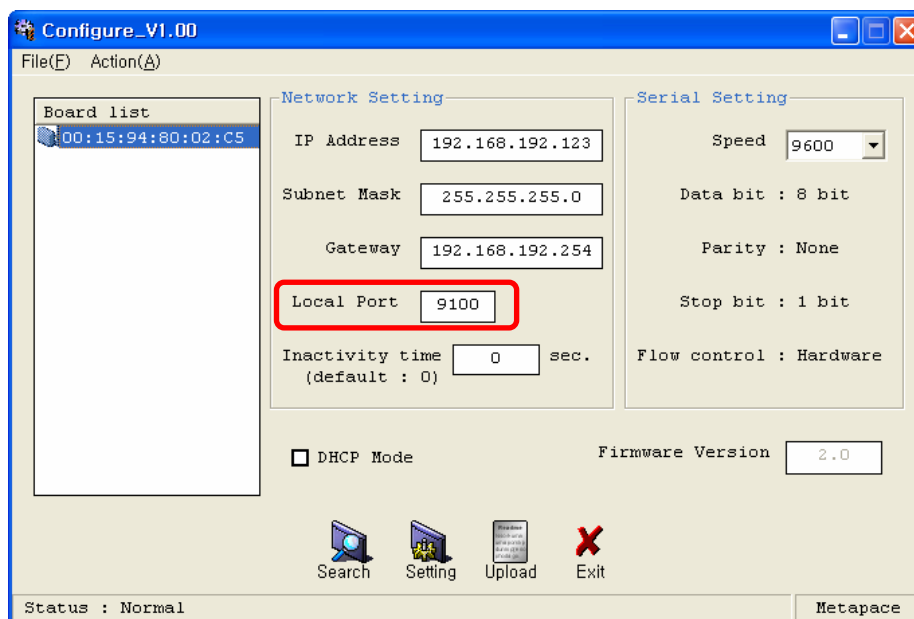 Configure_V1.00
File(F) Action(A)
Board list
00:15:94:80:02:C5
Network Setting
IP Address 192.168.192.123
Subnet Mask 255.255.255.0
Gateway 192.168.192.254
Local Port 9100
Inactivity time 0 sec.
(default : 0)
Serial Setting
Speed 9600
Data bit : 8 bit
Parity : None
Stop bit : 1 bit
Flow control : Hardware
DHCP Mode
Firmware Version 2.0
Search Setting Upload Exit
Status : Normal
Metapace